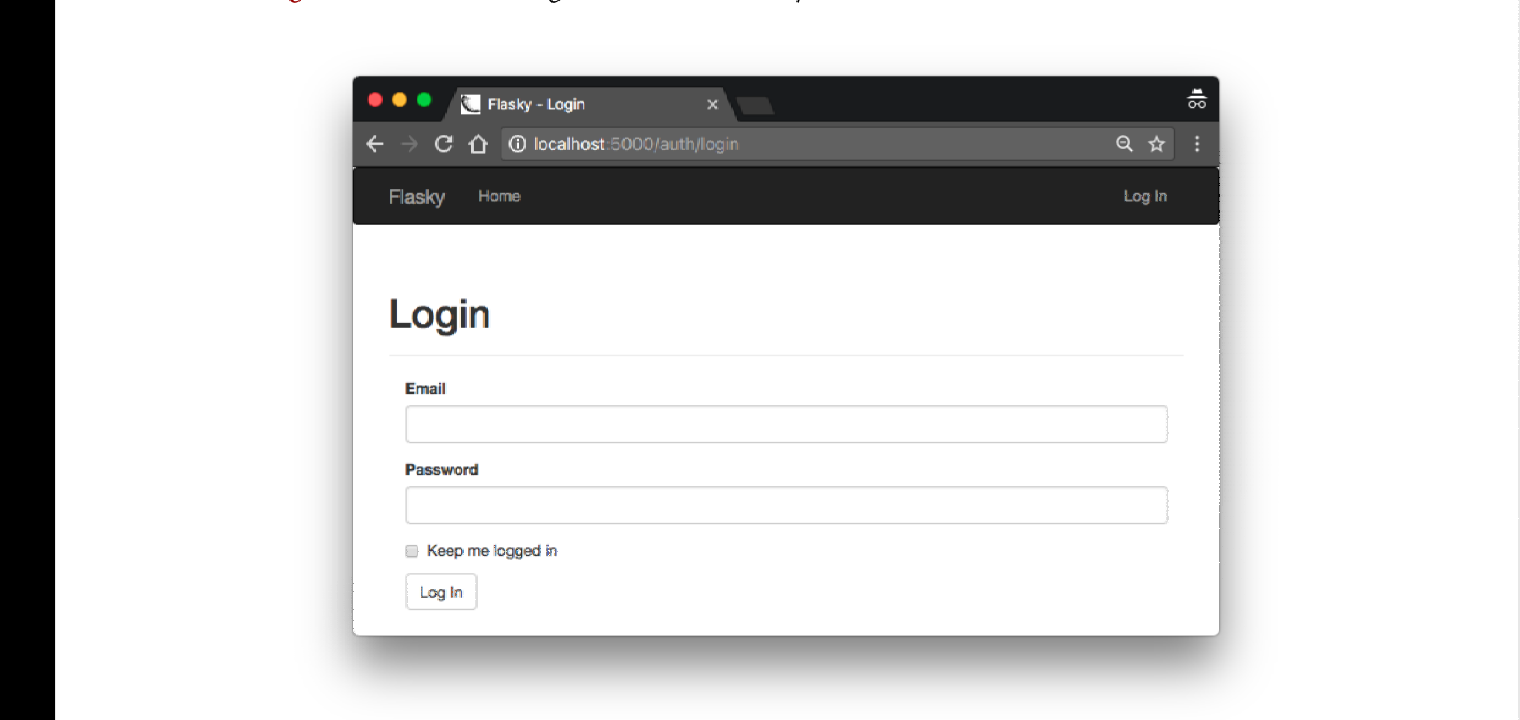 Flasky - Login
localhost:5000/auth/login
Flasky Home Log In
Login
Email
Password
Keep me logged in
Log In